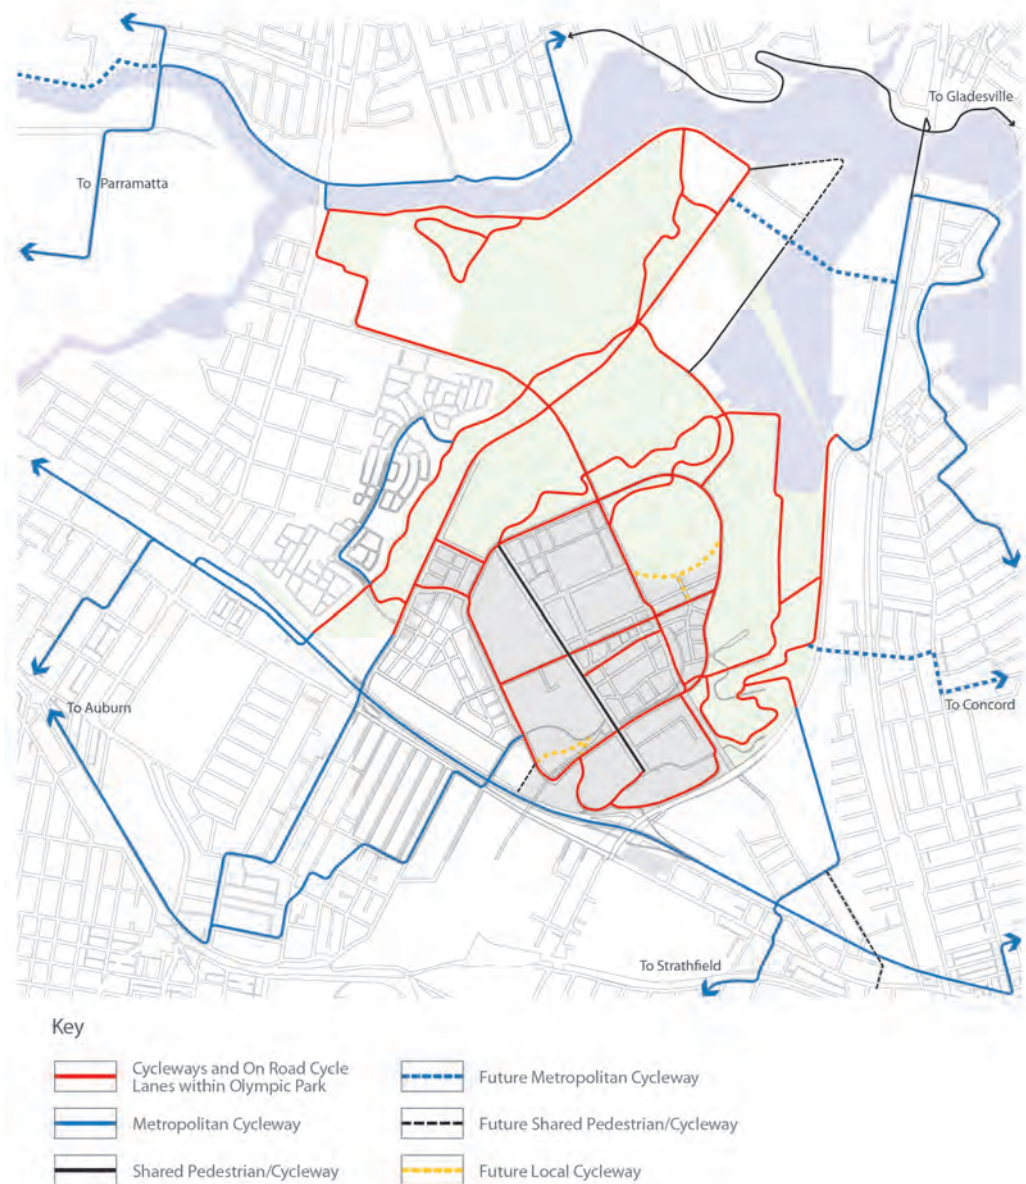 To Gladesville
To Parramatta
To Auburn
To Concord
To Strathfield
Key
Cycleways and On Road Cycle
Lanes within Olympic Park
Metropolitan Cycleway
Shared Pedestrian/Cycleway
Future Metropolitan Cycleway
Future Shared Pedestrian/Cycleway
Future Local Cycleway